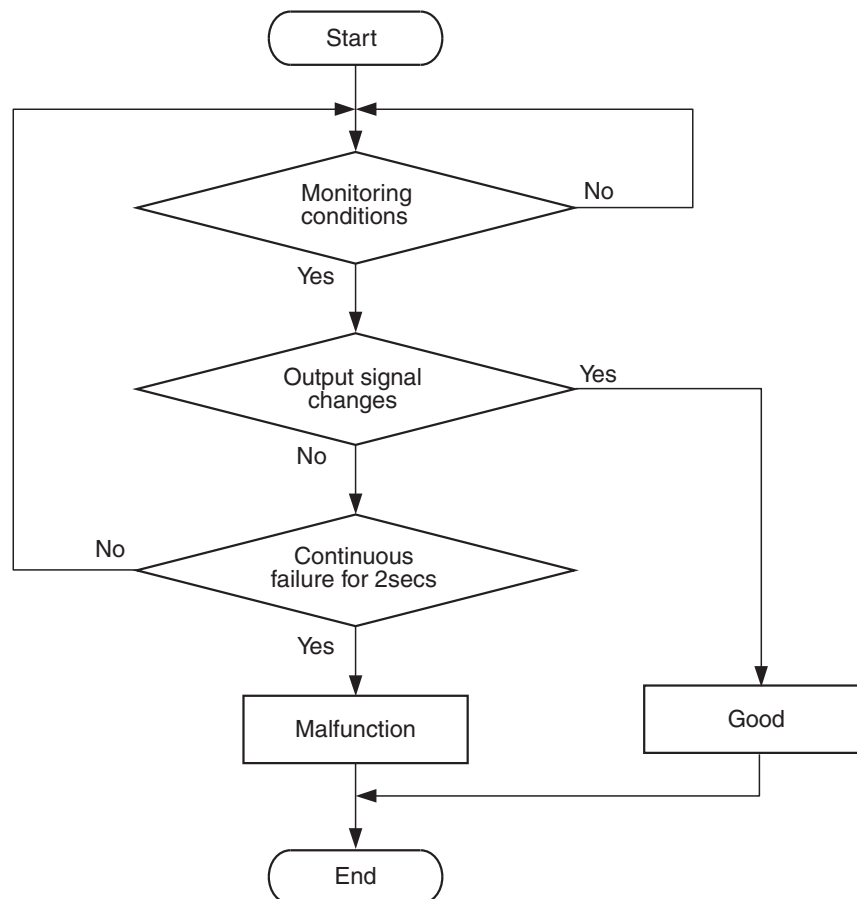 Start
Monitoring
conditions
No
Yes
Output signal
changes
Yes
No
Continuous
failure for 2secs
No
Yes
Malfunction
Good
End